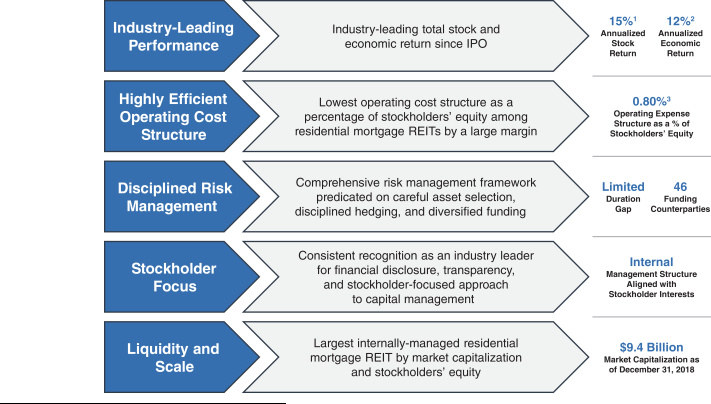 Industry-Leading
Performance
Industry-leading total stock and
economic return since IPO
15%¹
Annualized
Stock
Return
12%²
Annualized
Economic
Return
Highly Efficient
Operating Cost
Structure
Lowest operating cost structure as a
percentage of stockholders' equity among
residential mortgage REITs by a large margin
0.80%³
Operating Expense
Structure as a % of
Stockholders' Equity
Disciplined Risk
Management
Comprehensive risk management framework
predicated on careful asset selection,
disciplined hedging, and diversified funding
Limited
Duration
Gap
46
Funding
Counterparties
Stockholder
Focus
Consistent recognition as an industry leader
for financial disclosure, transparency,
and stockholder-focused approach
to capital management
Internal
Management Structure
Aligned with
Stockholder Interests
Liquidity and
Scale
Largest internally-managed residential
mortgage REIT by market capitalization
and stockholders' equity
$9.4 Billion
Market Capitalization as
of December 31, 2018